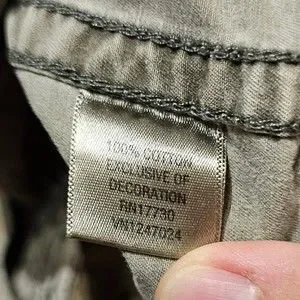 100% COTTON
EXCLUSIVE OF
DECORATION
RN17730
VN1247024